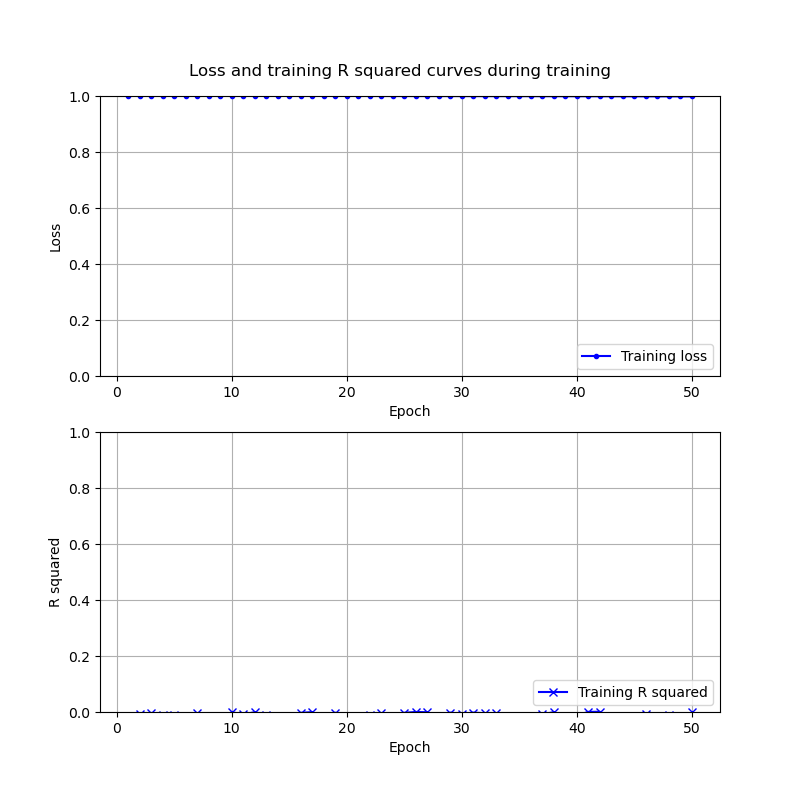 Loss and training R squared curves during training
1.0
0.8
0.6
0.4
0.2
0.0
Loss
Training loss
0 10 20 30 40 50
Epoch
1.0
0.8
0.6
0.4
0.2
0.0
R squared
Training R squared
0 10 20 30 40 50
Epoch